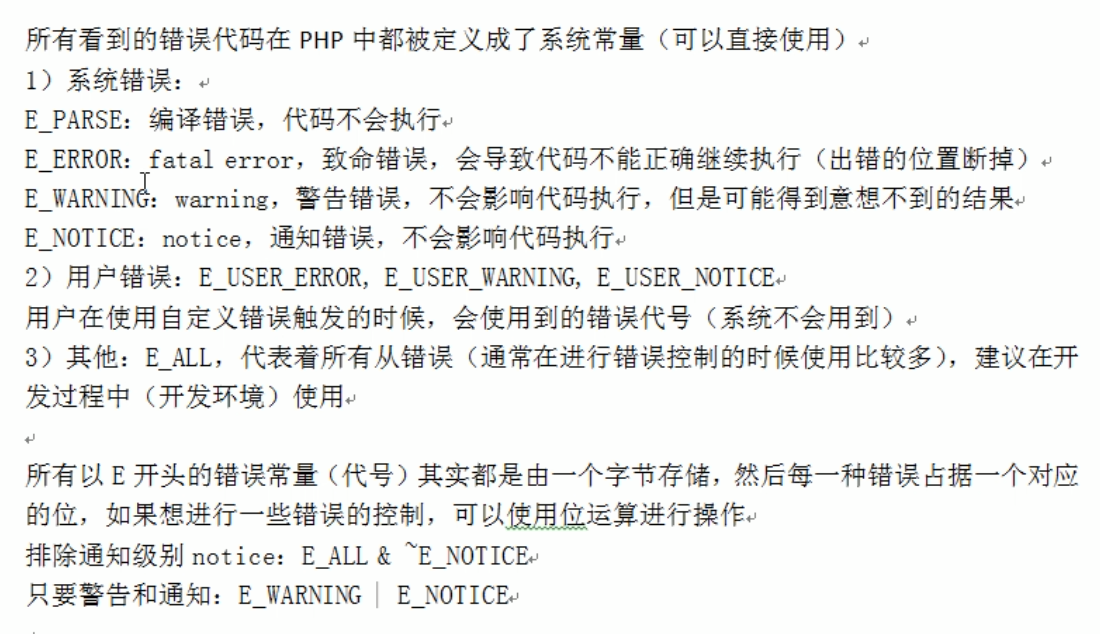 所有看到的错误代码在 PHP 中都被定义成了系统常量（可以直接使用）
1）系统错误：
E_PARSE：编译错误，代码不会执行
E_ERROR：fatal error，致命错误，会导致代码不能正确继续执行（出错的位置断掉）
E_WARNING：warning，警告错误，不会影响代码执行，但是可能得到意想不到的结果
E_NOTICE：notice，通知错误，不会影响代码执行
2）用户错误：E_USER_ERROR, E_USER_WARNING, E_USER_NOTICE
用户在使用自定义错误触发的时候，会使用到的错误代号（系统不会用到）
3）其他：E_ALL，代表着所有从错误（通常在进行错误控制的时候使用比较多），建议在开
发过程中（开发环境）使用
所有以 E 开头的错误常量（代号）其实都是由一个字节存储，然后每一种错误占据一个对应
的位，如果想进行一些错误的控制，可以使用位运算进行操作
排除通知级别 notice：E_ALL & ~E_NOTICE
只要警告和通知：E_WARNING | E_NOTICE